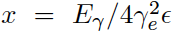 x = E_γ/4γ_e^2 ϵ